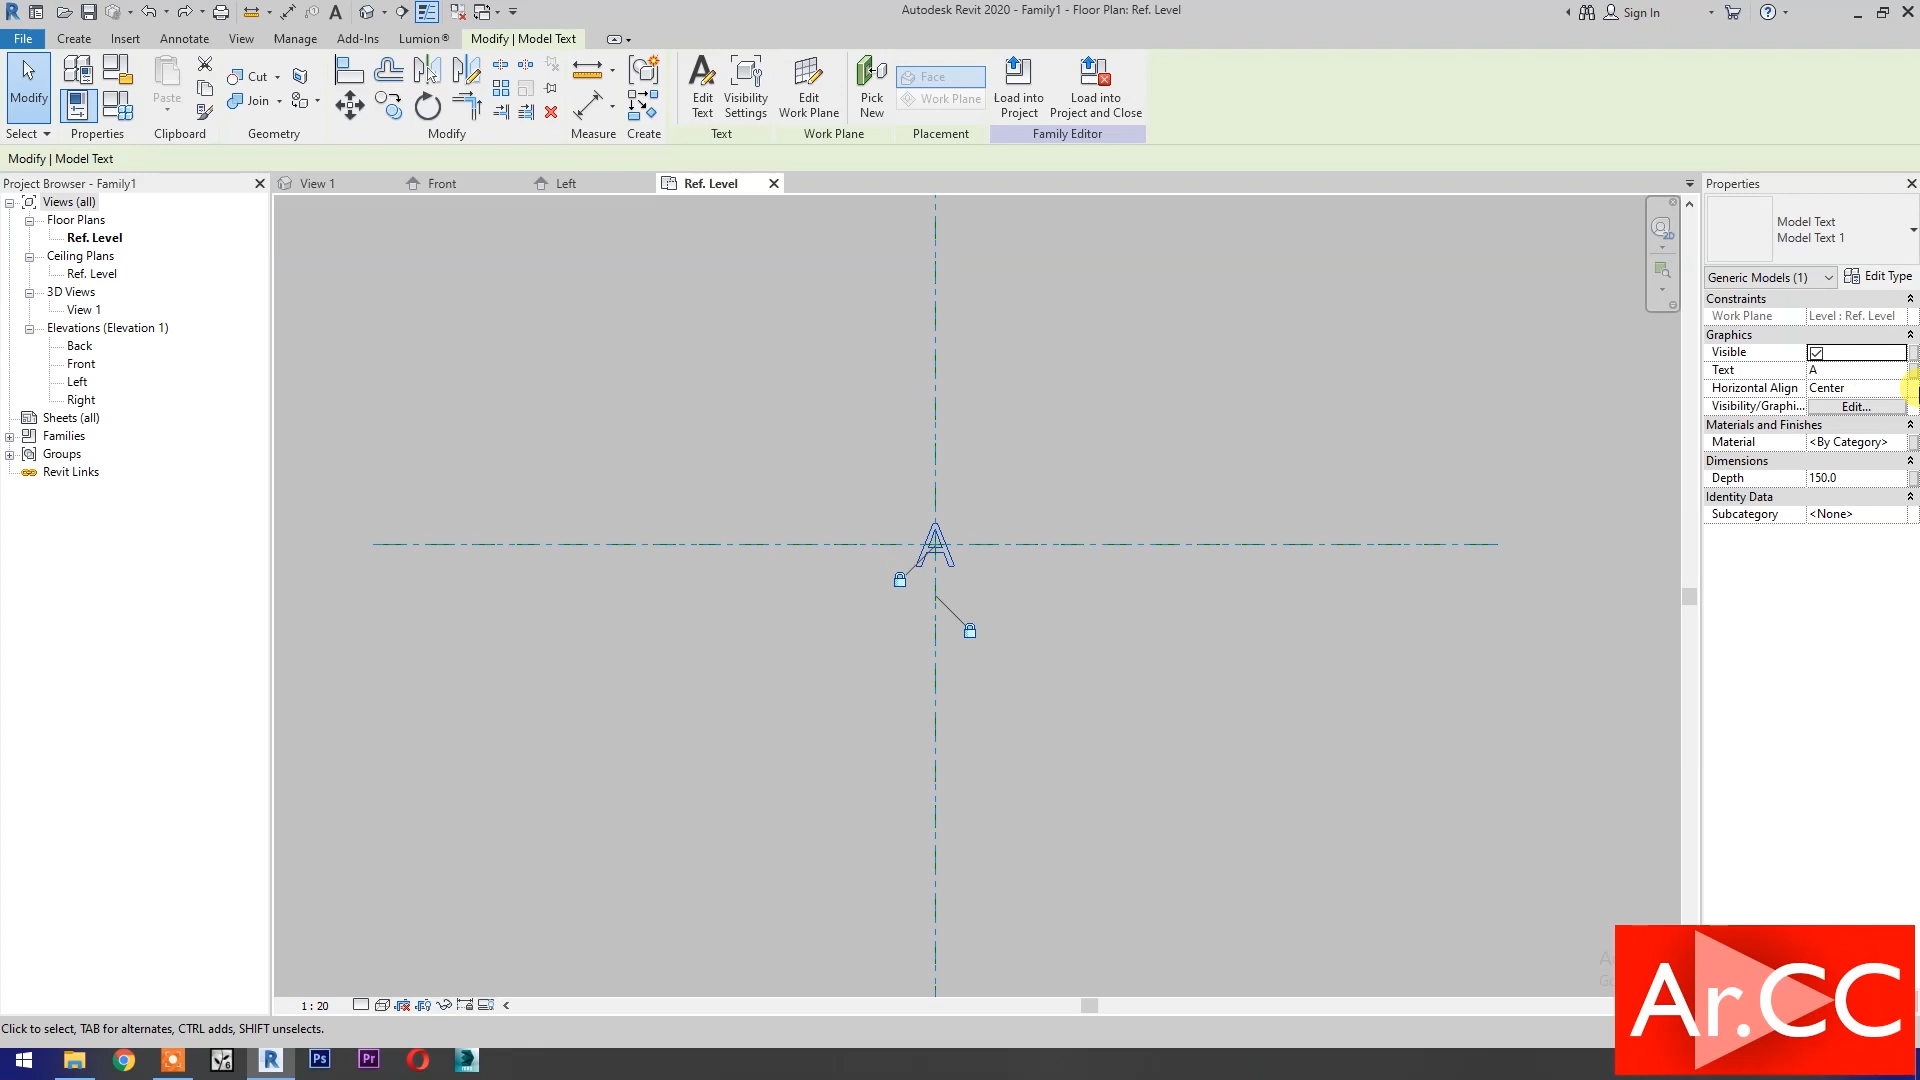 Autodesk Revit 2020 - Family1 - Floor Plan: Ref. Level
Sign In
File Create Insert Annotate View Manage Add-Ins Lumion® Modify | Model Text
Modify
Paste
Cut
Join
Edit Text
Visibility Settings
Edit Work Plane
Pick New
Face
Work Plane
Load into Project
Load into Project and Close
Select Properties Clipboard Geometry Modify Measure Create Text Work Plane Placement Family Editor
Modify | Model Text
Project Browser - Family1
Views (all)
Floor Plans
Ref. Level
Ceiling Plans
Ref. Level
3D Views
View 1
Elevations (Elevation 1)
Back
Front
Left
Right
Sheets (all)
Families
Groups
Revit Links
View 1 Front Left Ref. Level
2D
A
Properties
Model Text
Model Text 1
Generic Models (1) Edit Type
Constraints
Work Plane Level : Ref. Level
Graphics
Visible
Text A
Horizontal Align Center
Visibility/Graphi... Edit...
Materials and Finishes
Material <By Category>
Dimensions
Depth 150.0
Identity Data
Subcategory <None>
1 : 20
Click to select, TAB for alternates, CTRL adds, SHIFT unselects.
Ar.CC
R Ps Pr